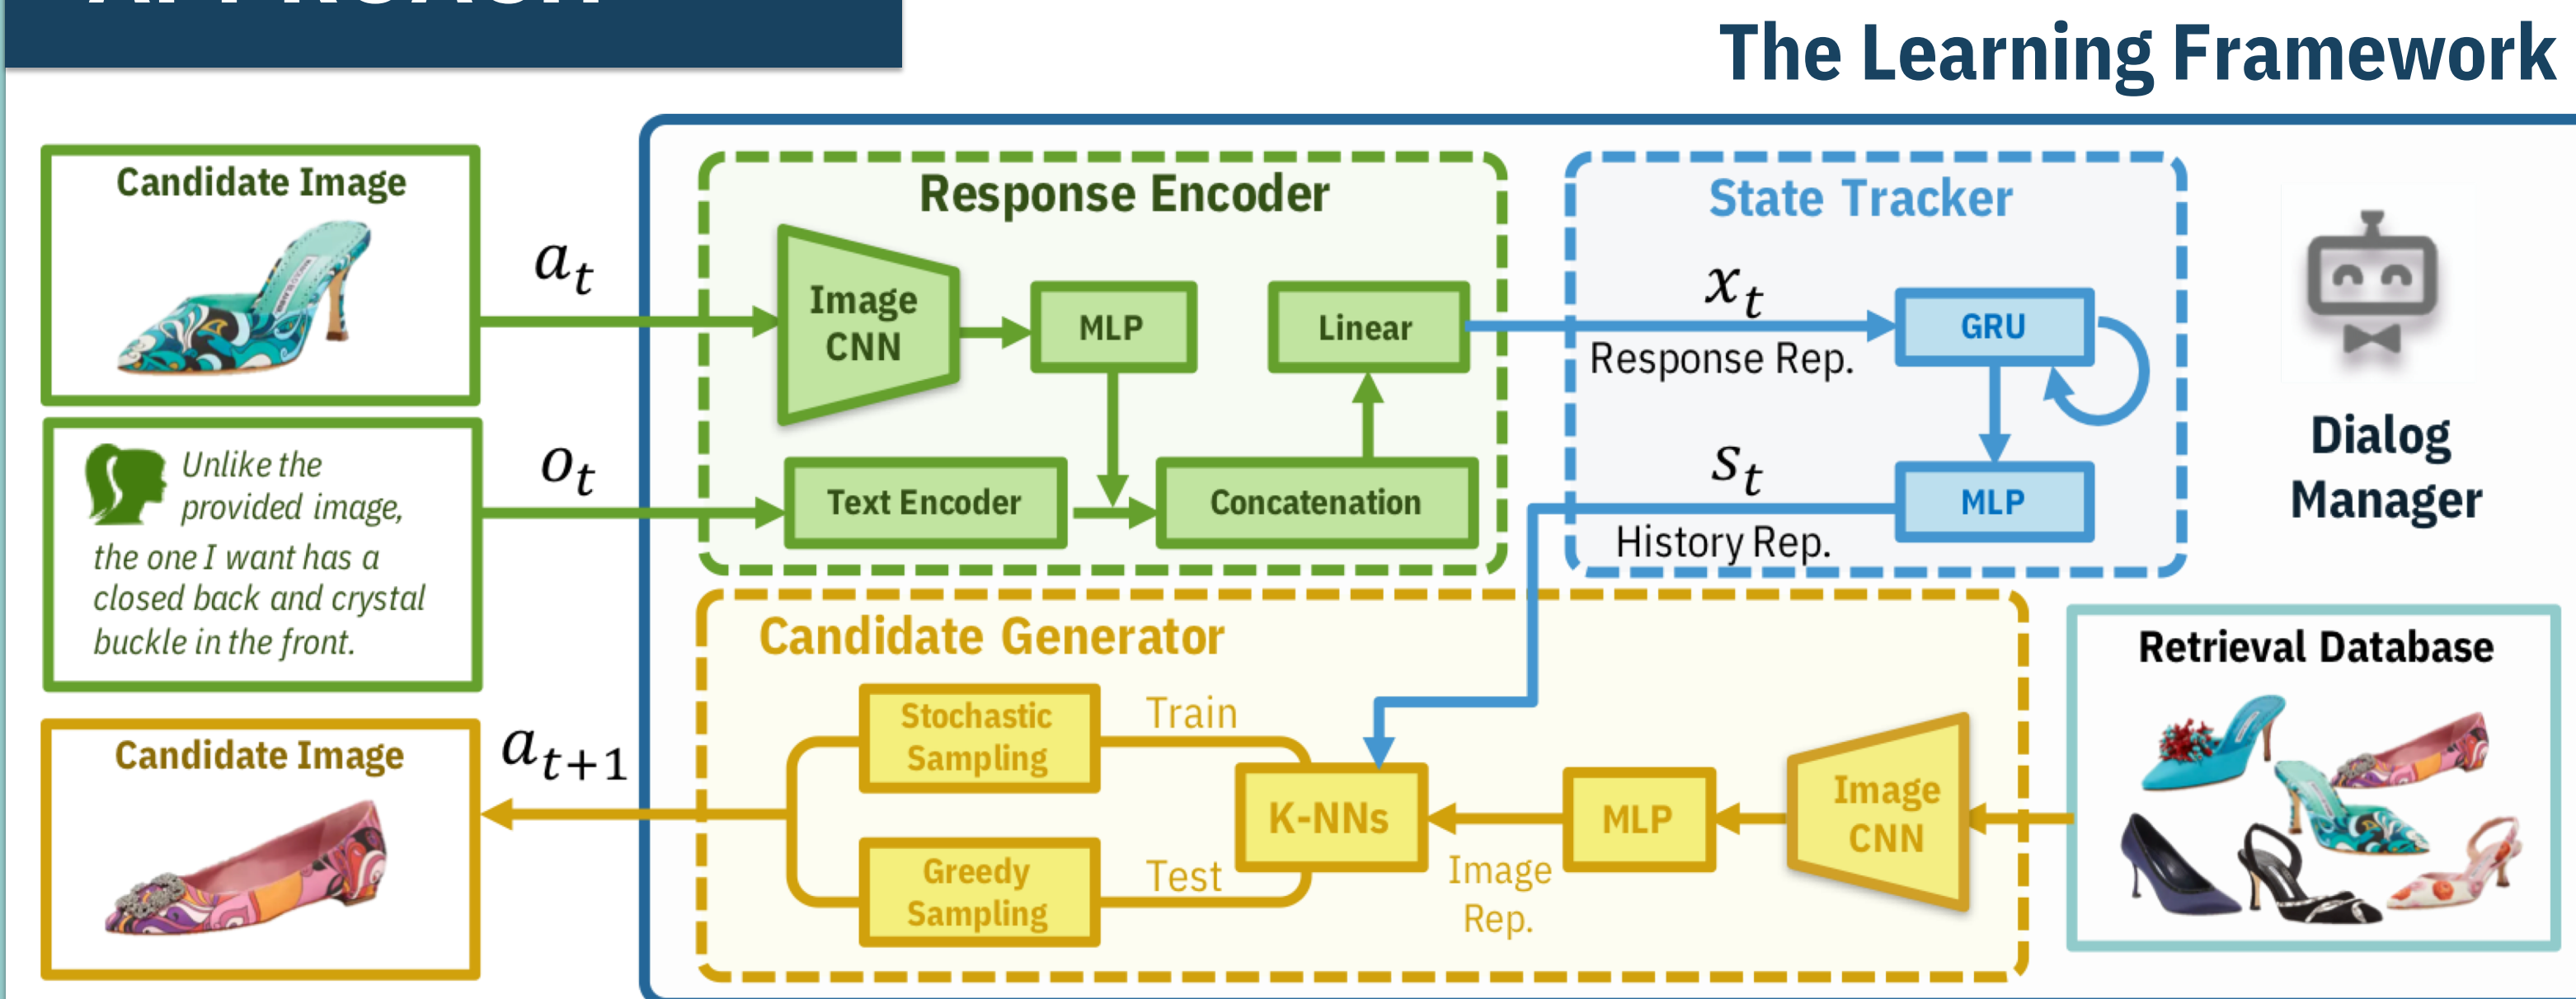 APPROACH
The Learning Framework
Candidate Image
a_t
Unlike the
provided image,
the one I want has a
closed back and crystal
buckle in the front.
o_t
Candidate Image
a_{t+1}
Response Encoder
Image
CNN
MLP
Linear
Text Encoder
Concatenation
State Tracker
x_t
Response Rep.
GRU
s_t
History Rep.
MLP
Dialog
Manager
Candidate Generator
Stochastic
Sampling
Train
Greedy
Sampling
Test
K-NNs
Image
Rep.
MLP
Image
CNN
Retrieval Database